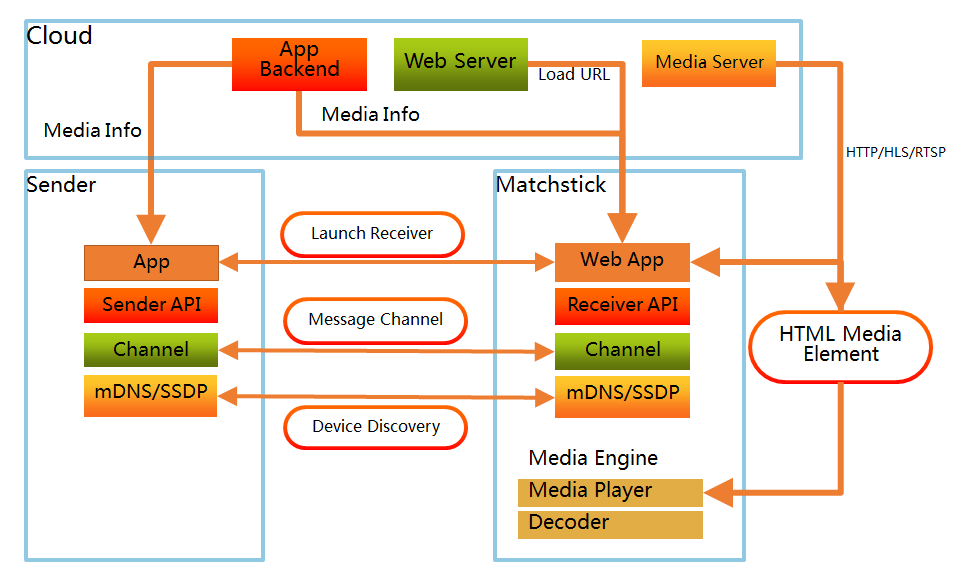 Cloud
App
Backend
Web Server
Load URL
Media Server
Media Info
Media Info
HTTP/HLS/RTSP
Sender
Matchstick
Launch Receiver
App
Web App
Sender API
Receiver API
Message Channel
Channel
Channel
HTML Media
Element
mDNS/SSDP
mDNS/SSDP
Device Discovery
Media Engine
Media Player
Decoder